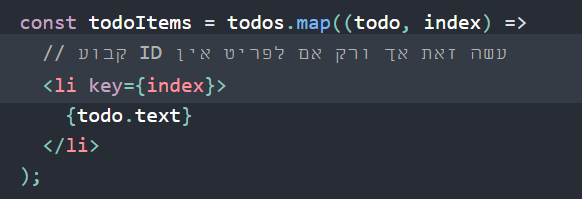 const todoItems = todos.map((todo, index) =>
// עשה זאת אך ורק אם לפריט אין ID קבוע
<li key={index}>
{todo.text}
</li>
);